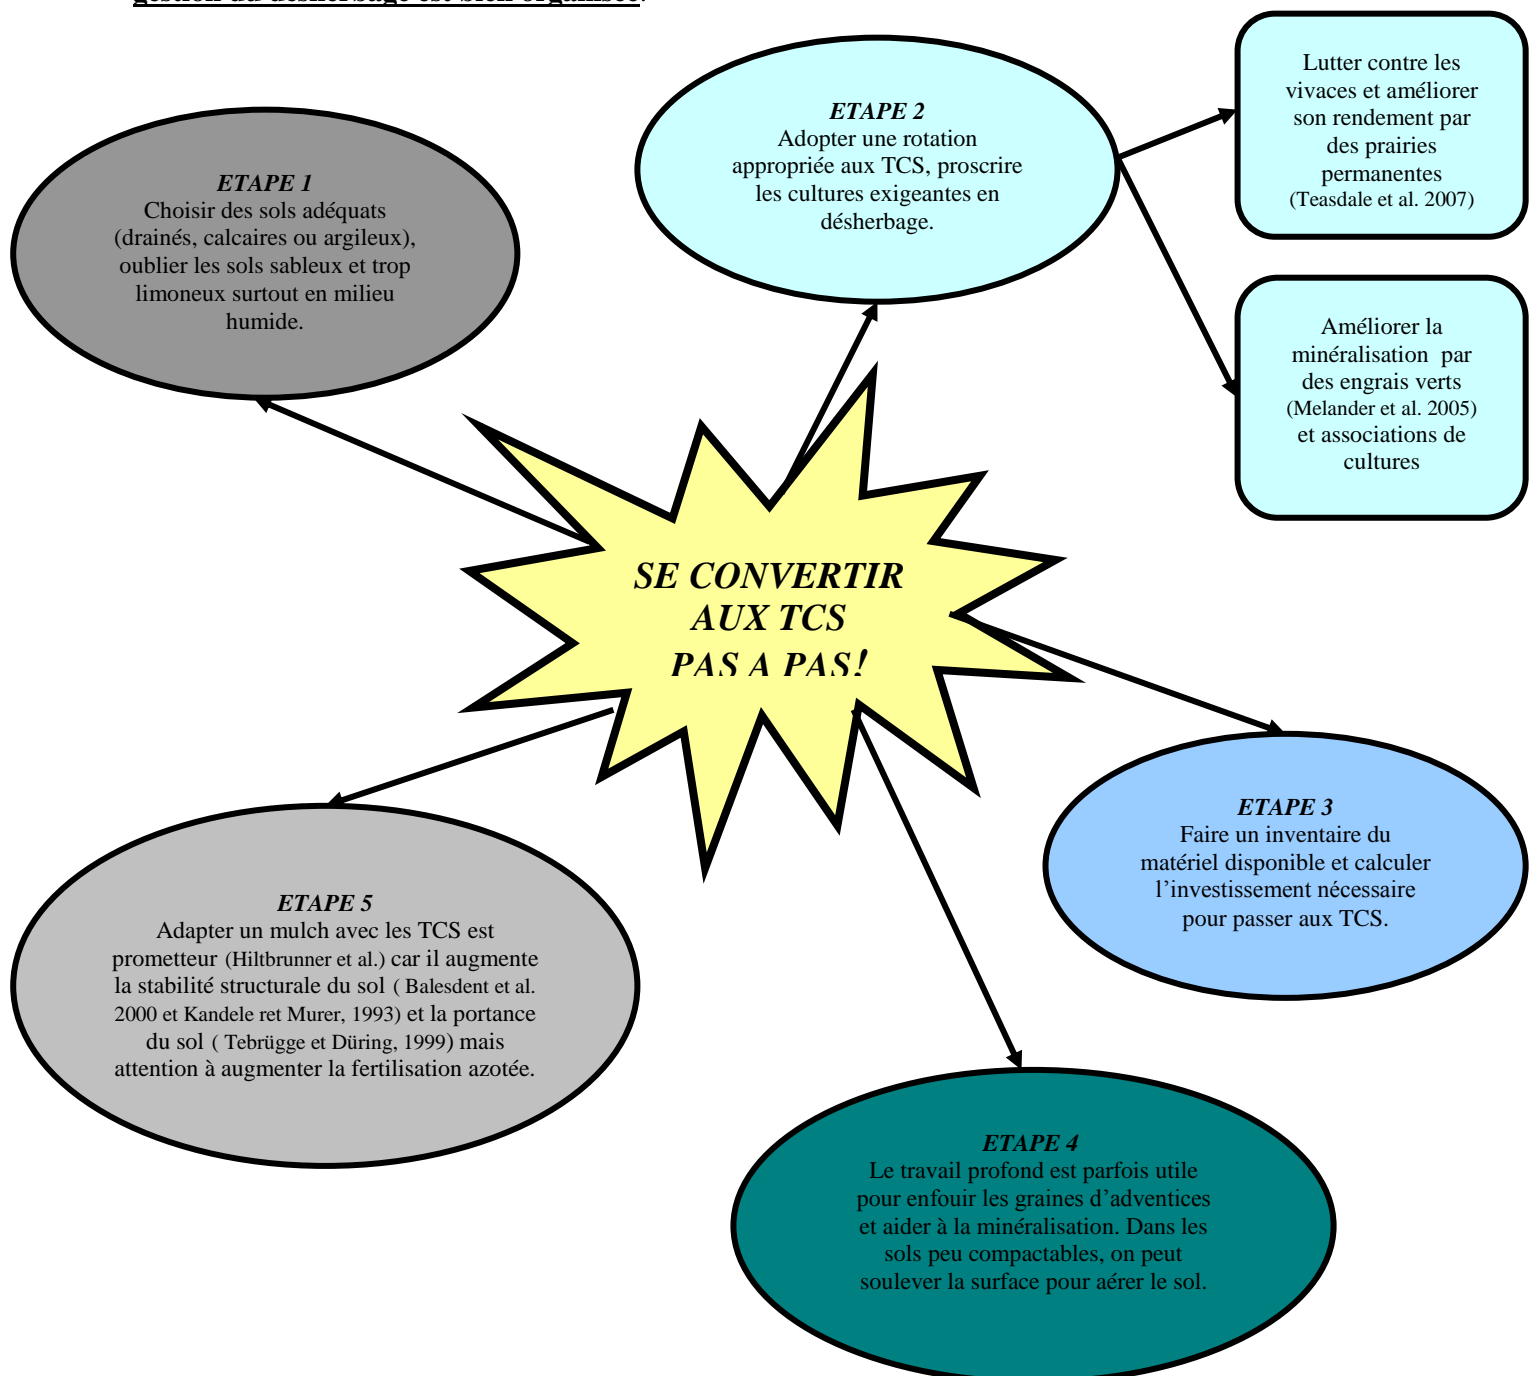 gestion du désherbage est bien organisée.
ETAPE 1
Choisir des sols adéquats
(drainés, calcaires ou argileux),
oublier les sols sableux et trop
limoneux surtout en milieu
humide.
ETAPE 2
Adopter une rotation
appropriée aux TCS, proscrire
les cultures exigeantes en
désherbage.
Lutter contre les
vivaces et améliorer
son rendement par
des prairies
permanentes
(Teasdale et al. 2007)
Améliorer la
minéralisation par
des engrais verts
(Melander et al. 2005)
et associations de
cultures
SE CONVERTIR
AUX TCS
PAS A PAS!
ETAPE 3
Faire un inventaire du
matériel disponible et calculer
l’investissement nécessaire
pour passer aux TCS.
ETAPE 5
Adapter un mulch avec les TCS est
prometteur (Hiltbrunner et al.) car il augmente
la stabilité structurale du sol ( Balesdent et al.
2000 et Kandele ret Murer, 1993) et la portance
du sol ( Tebrügge et Düring, 1999) mais
attention à augmenter la fertilisation azotée.
ETAPE 4
Le travail profond est parfois utile
pour enfouir les graines d’adventices
et aider à la minéralisation. Dans les
sols peu compactables, on peut
soulever la surface pour aérer le sol.